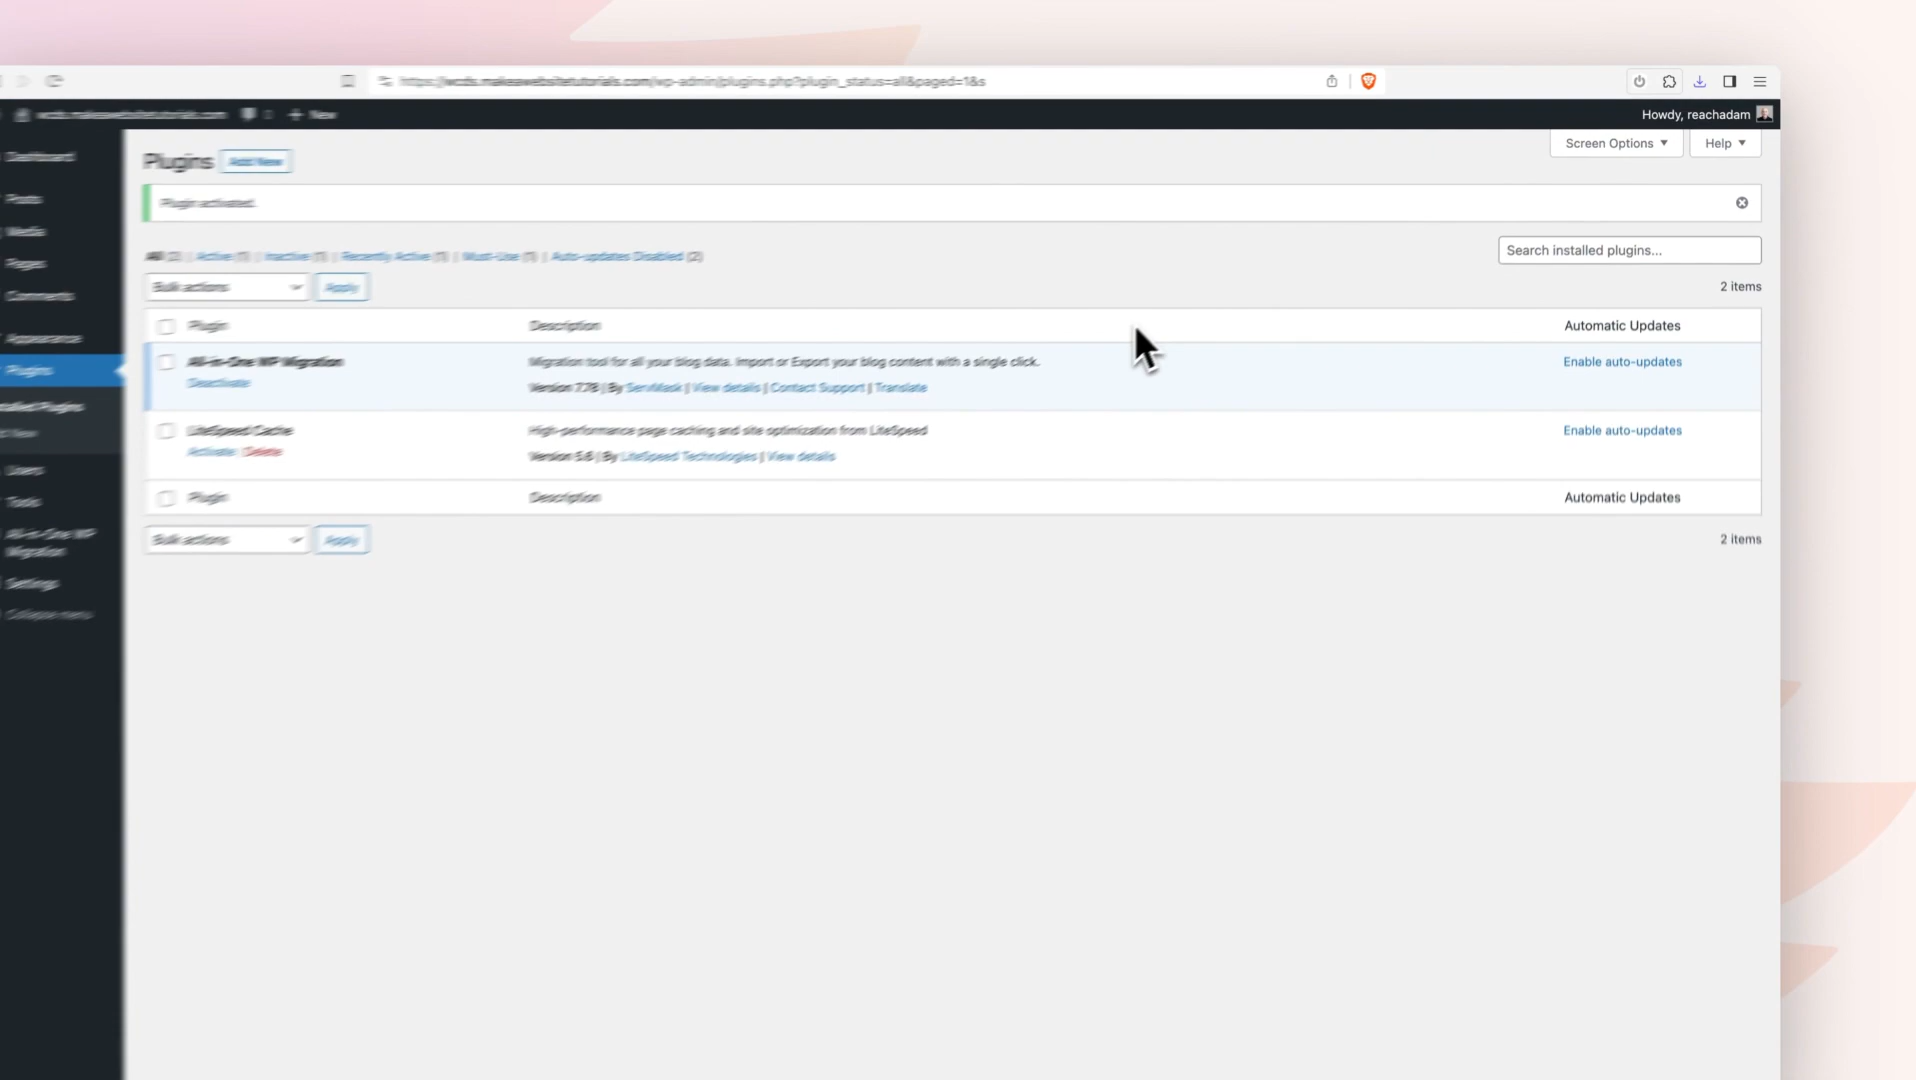 https://wcds.makeawebsitetutorials.com/wp-admin/plugins.php?plugin_status=all&paged=1&s
wcds.makeawebsitetutorials.com New Howdy, reachadam
Screen Options Help
Dashboard
Posts
Media
Pages
Comments
Appearance
Plugins
Users
Tools
All-in-One WP
Migration
Settings
Collapse menu
Plugins Add New
Plugin activated.
All (2) | Active (1) | Inactive (1) | Recently Active (1) | Must-Use (1) | Auto-updates Disabled (2)
Search installed plugins...
Bulk actions Apply 2 items
Plugin Description Automatic Updates
All-in-One WP Migration Migration tool for all your blog data. Import or Export your blog content with a single click. Enable auto-updates
Deactivate Version 7.78 | By ServMask | View details | Contact Support | Translate
LiteSpeed Cache High-performance page caching and site optimization from LiteSpeed Enable auto-updates
Activate Delete Version 5.6 | By LiteSpeed Technologies | View details
Plugin Description Automatic Updates
Bulk actions Apply 2 items